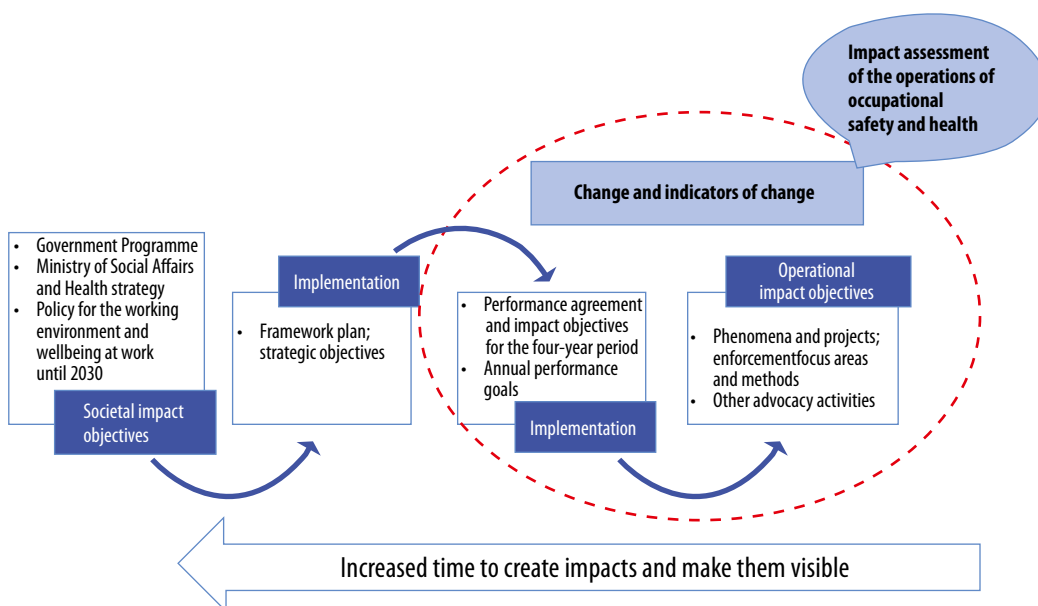 Impact assessment
of the operations of
occupational
safety and health
Change and indicators of change
• Government Programme
• Ministry of Social Affairs
and Health strategy
• Policy for the working
environment and
wellbeing at work
until 2030
Societal impact
objectives
Implementation
• Framework plan;
strategic objectives
• Performance agreement
and impact objectives
for the four-year period
• Annual performance
goals
Implementation
Operational
impact objectives
• Phenomena and projects;
enforcementfocus areas
and methods
• Other advocacy activities
Increased time to create impacts and make them visible